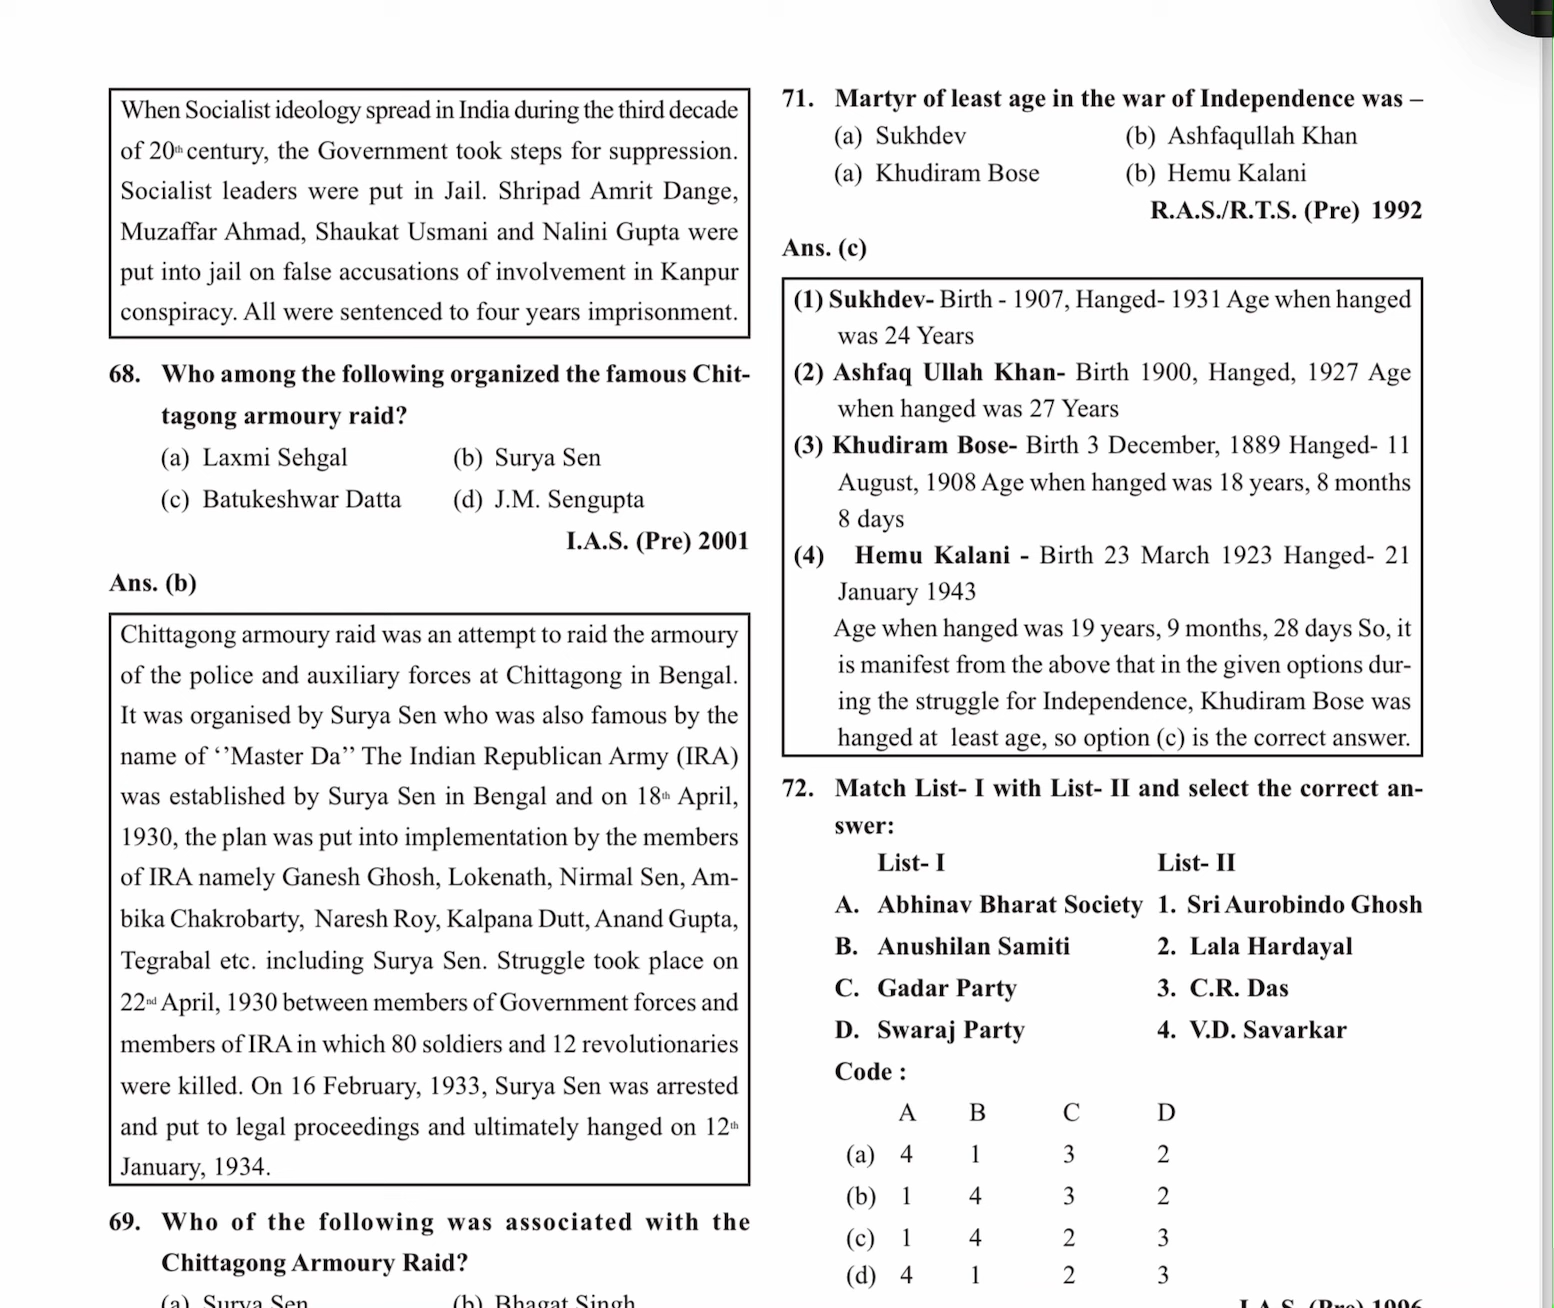 When Socialist ideology spread in India during the third decade
of 20th century, the Government took steps for suppression.
Socialist leaders were put in Jail. Shripad Amrit Dange,
Muzaffar Ahmad, Shaukat Usmani and Nalini Gupta were
put into jail on false accusations of involvement in Kanpur
conspiracy. All were sentenced to four years imprisonment.
68. Who among the following organized the famous Chit-
tagong armoury raid?
(a) Laxmi Sehgal (b) Surya Sen
(c) Batukeshwar Datta (d) J.M. Sengupta
I.A.S. (Pre) 2001
Ans. (b)
Chittagong armoury raid was an attempt to raid the armoury
of the police and auxiliary forces at Chittagong in Bengal.
It was organised by Surya Sen who was also famous by the
name of ‘’Master Da’’ The Indian Republican Army (IRA)
was established by Surya Sen in Bengal and on 18th April,
1930, the plan was put into implementation by the members
of IRA namely Ganesh Ghosh, Lokenath, Nirmal Sen, Am-
bika Chakrobarty, Naresh Roy, Kalpana Dutt, Anand Gupta,
Tegrabal etc. including Surya Sen. Struggle took place on
22nd April, 1930 between members of Government forces and
members of IRA in which 80 soldiers and 12 revolutionaries
were killed. On 16 February, 1933, Surya Sen was arrested
and put to legal proceedings and ultimately hanged on 12th
January, 1934.
69. Who of the following was associated with the
Chittagong Armoury Raid?
(a) Surya Sen (b) Bhagat Singh
71. Martyr of least age in the war of Independence was –
(a) Sukhdev (b) Ashfaqullah Khan
(a) Khudiram Bose (b) Hemu Kalani
R.A.S./R.T.S. (Pre) 1992
Ans. (c)
(1) Sukhdev- Birth - 1907, Hanged- 1931 Age when hanged
was 24 Years
(2) Ashfaq Ullah Khan- Birth 1900, Hanged, 1927 Age
when hanged was 27 Years
(3) Khudiram Bose- Birth 3 December, 1889 Hanged- 11
August, 1908 Age when hanged was 18 years, 8 months
8 days
(4) Hemu Kalani - Birth 23 March 1923 Hanged- 21
January 1943
Age when hanged was 19 years, 9 months, 28 days So, it
is manifest from the above that in the given options dur-
ing the struggle for Independence, Khudiram Bose was
hanged at least age, so option (c) is the correct answer.
72. Match List- I with List- II and select the correct an-
swer:
List- I List- II
A. Abhinav Bharat Society 1. Sri Aurobindo Ghosh
B. Anushilan Samiti 2. Lala Hardayal
C. Gadar Party 3. C.R. Das
D. Swaraj Party 4. V.D. Savarkar
Code :
A B C D
(a) 4 1 3 2
(b) 1 4 3 2
(c) 1 4 2 3
(d) 4 1 2 3
I.A.S. (Pre) 1996